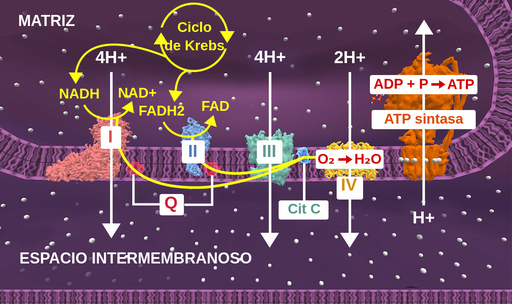 MATRIZ
Ciclo
de Krebs
4H+
4H+
2H+
NADH
NAD+
FADH2
FAD
ADP + P → ATP
ATP sintasa
I
II
III
O₂ → H₂O
IV
Q
Cit C
H+
ESPACIO INTERMEMBRANOSO